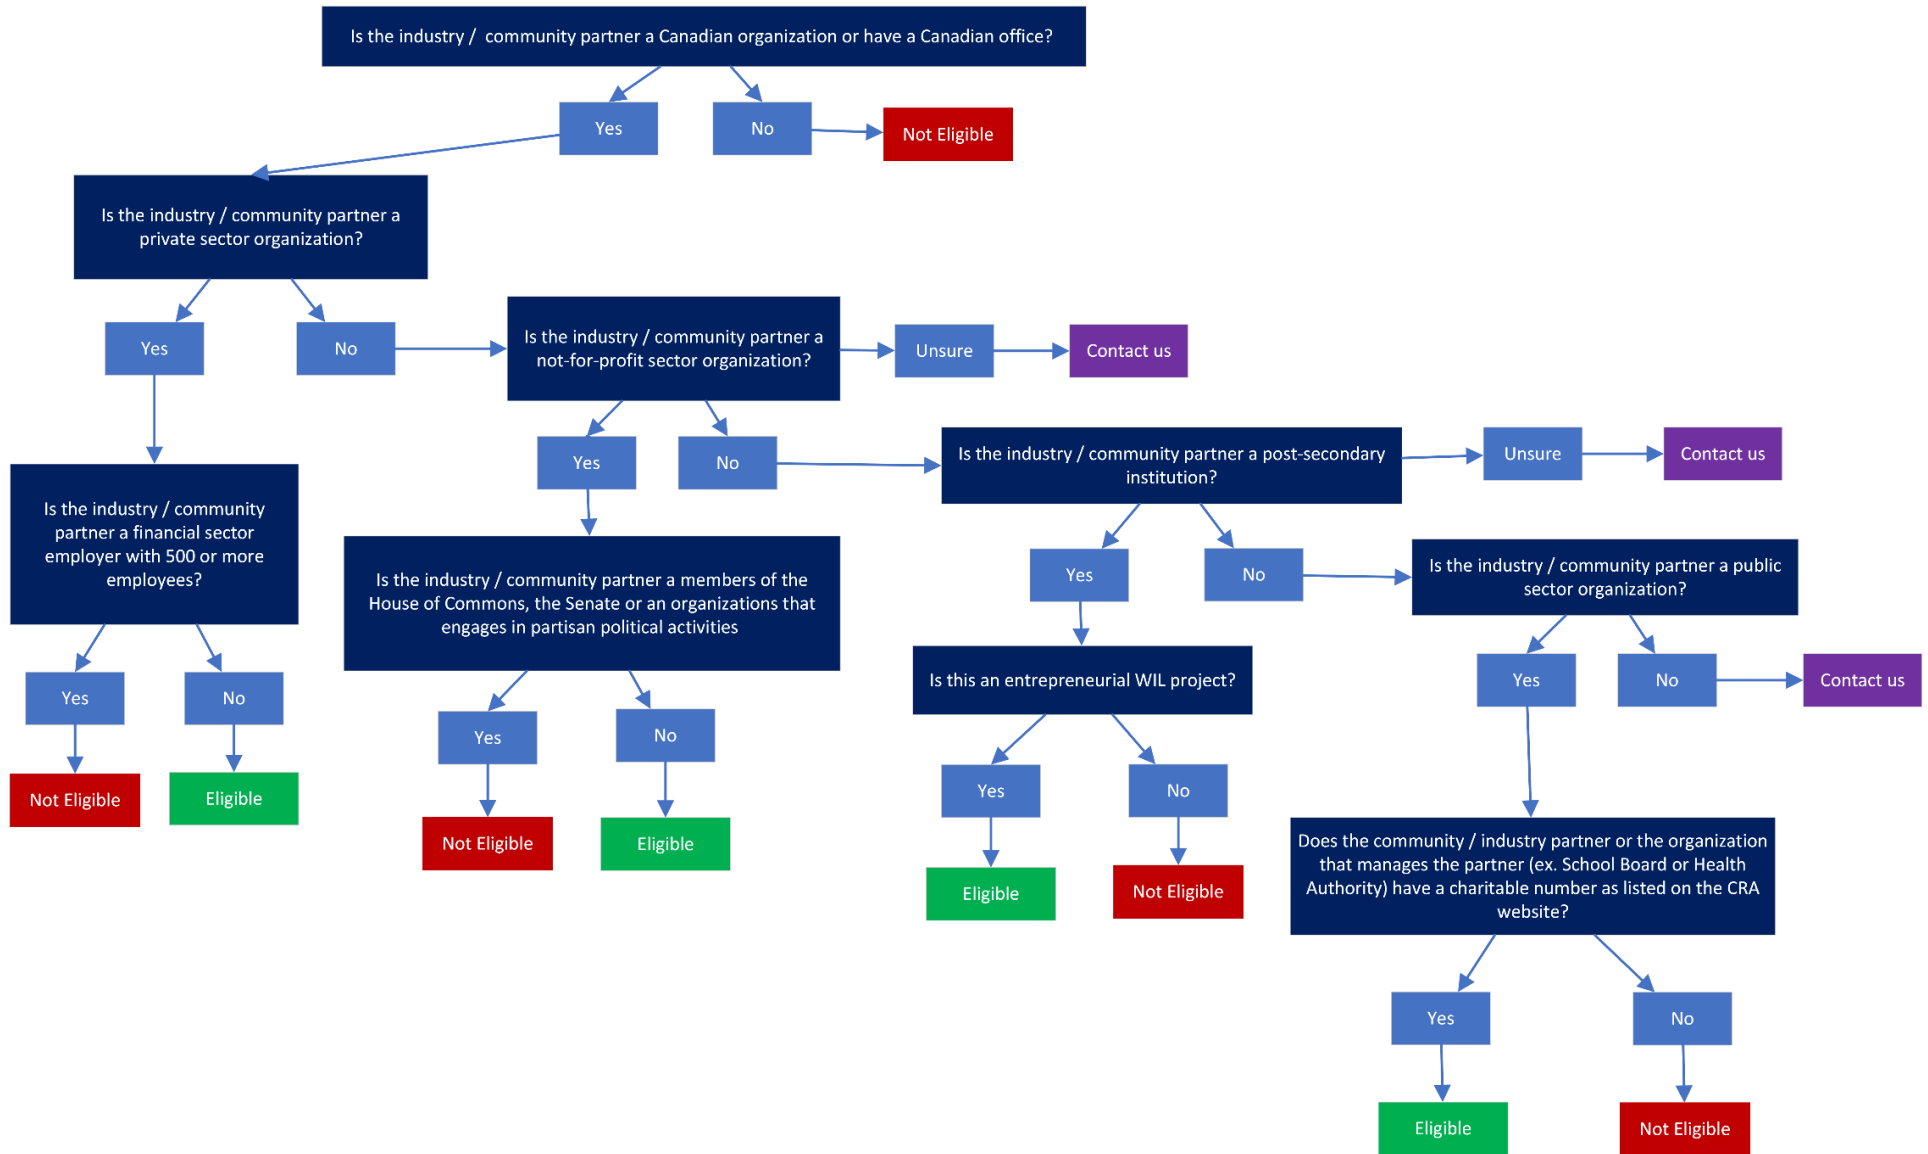 Is the industry / community partner a Canadian organization or have a Canadian office?
Yes
No
Not Eligible
Is the industry / community partner a
private sector organization?
Yes
No
Is the industry / community partner a
not-for-profit sector organization?
Unsure
Contact us
Yes
No
Is the industry / community partner a post-secondary
institution?
Unsure
Contact us
Is the industry / community
partner a financial sector
employer with 500 or more
employees?
Is the industry / community partner a members of the
House of Commons, the Senate or an organizations that
engages in partisan political activities
Yes
No
Is the industry / community partner a public
sector organization?
Yes
No
Not Eligible
Eligible
Yes
No
Not Eligible
Eligible
Is this an entrepreneurial WIL project?
Yes
No
Eligible
Not Eligible
Yes
No
Contact us
Does the community / industry partner or the organization
that manages the partner (ex. School Board or Health
Authority) have a charitable number as listed on the CRA
website?
Yes
No
Eligible
Not Eligible